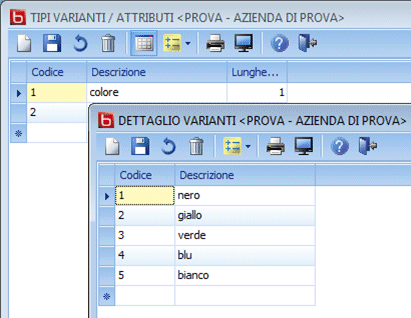 TIPI VARIANTI / ATTRIBUTI <PROVA - AZIENDA DI PROVA>
Codice Descrizione Lunghe...
1 colore 1
2
DETTAGLIO VARIANTI <PROVA - AZIENDA DI PROVA>
Codice Descrizione
1 nero
2 giallo
3 verde
4 blu
5 bianco